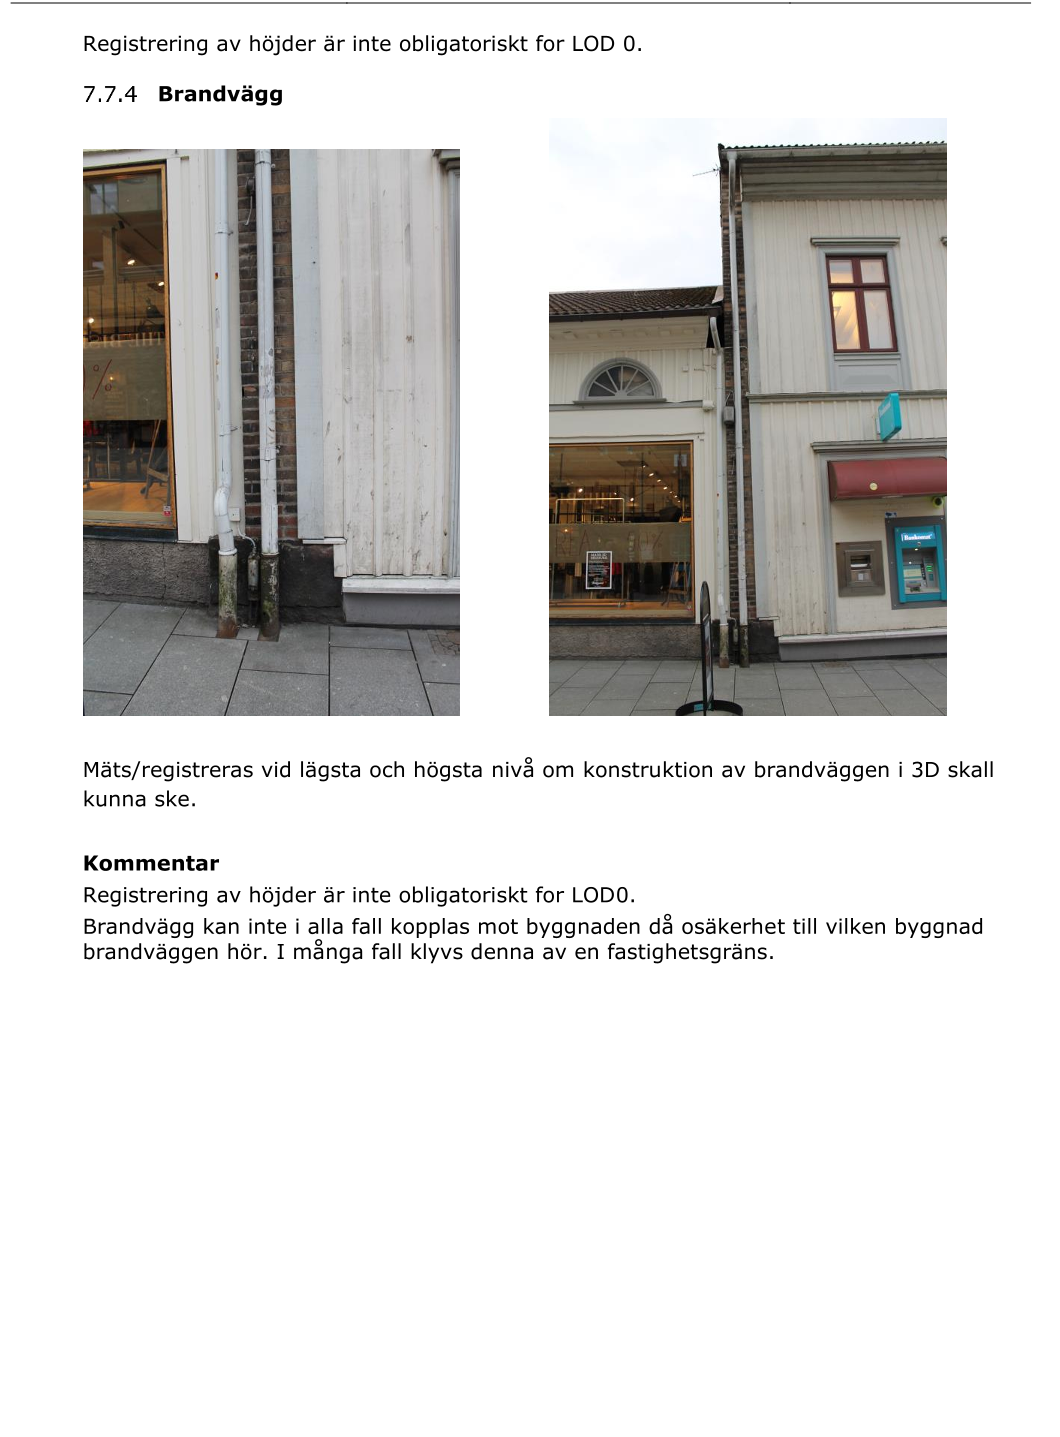 Registrering av höjder är inte obligatoriskt for LOD 0.
7.7.4 Brandvägg
%
Bankomat
Mäts/registreras vid lägsta och högsta nivå om konstruktion av brandväggen i 3D skall
kunna ske.
Kommentar
Registrering av höjder är inte obligatoriskt for LOD0.
Brandvägg kan inte i alla fall kopplas mot byggnaden då osäkerhet till vilken byggnad
brandväggen hör. I många fall klyvs denna av en fastighetsgräns.